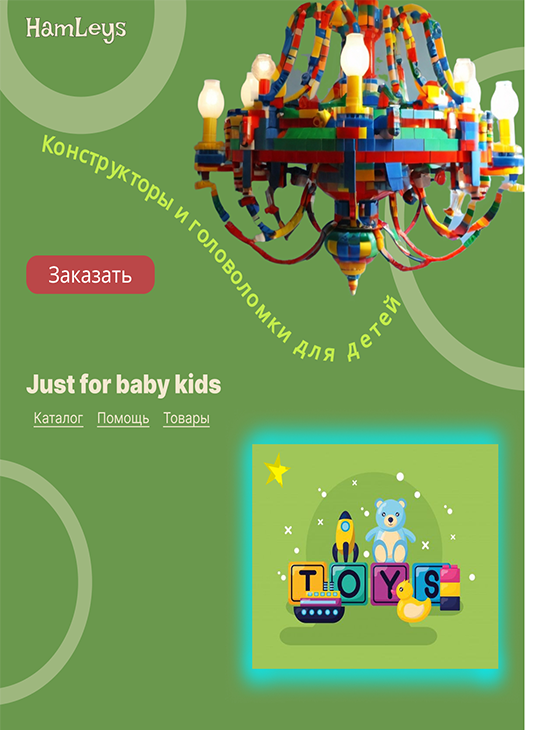 HamLeys
Конструкторы и головоломки для детей
Заказать
Just for baby kids
Каталог Помощь Товары
TOYS